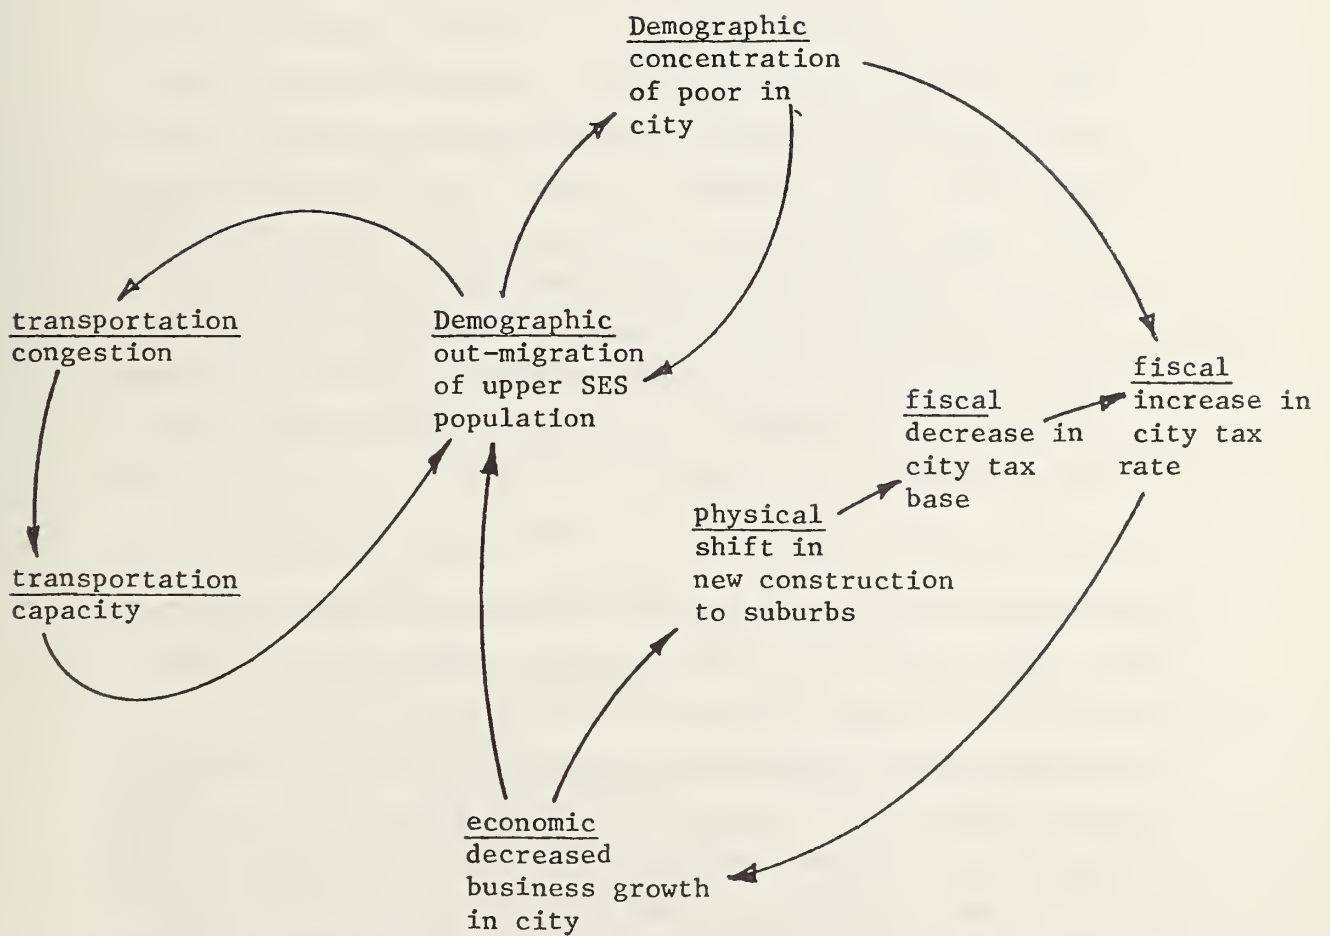 Demographic
concentration
of poor in
city
transportation
congestion
Demographic
out-migration
of upper SES
population
fiscal
increase in
city tax
rate
fiscal
decrease in
city tax
base
physical
shift in
new construction
to suburbs
transportation
capacity
economic
decreased
business growth
in city